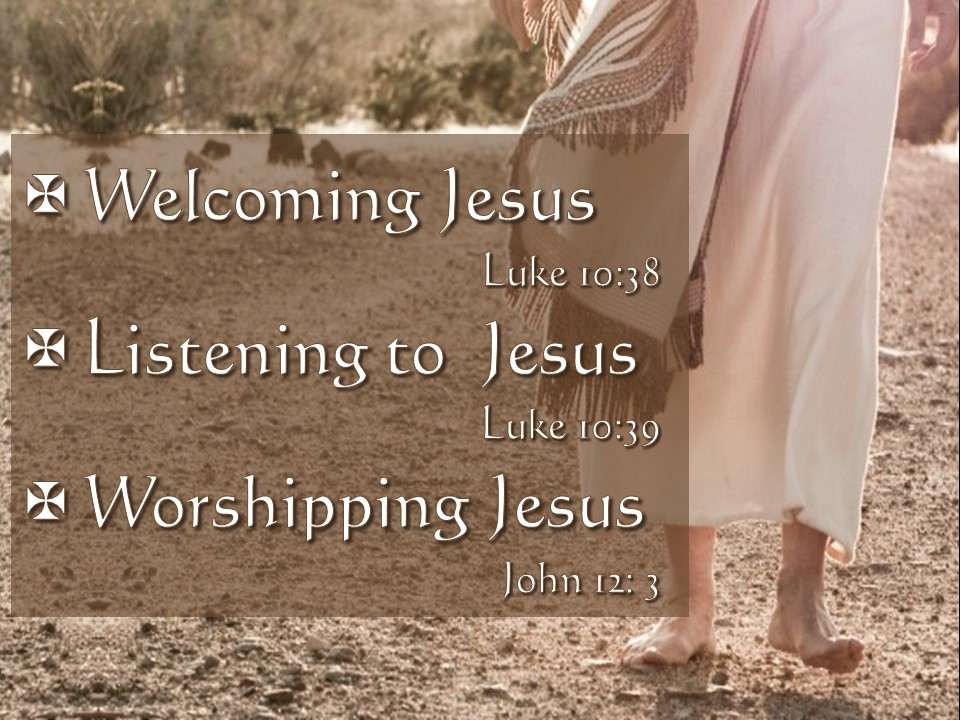 ✠ Welcoming Jesus
Luke 10:38
✠ Listening to Jesus
Luke 10:39
✠ Worshipping Jesus
John 12: 3